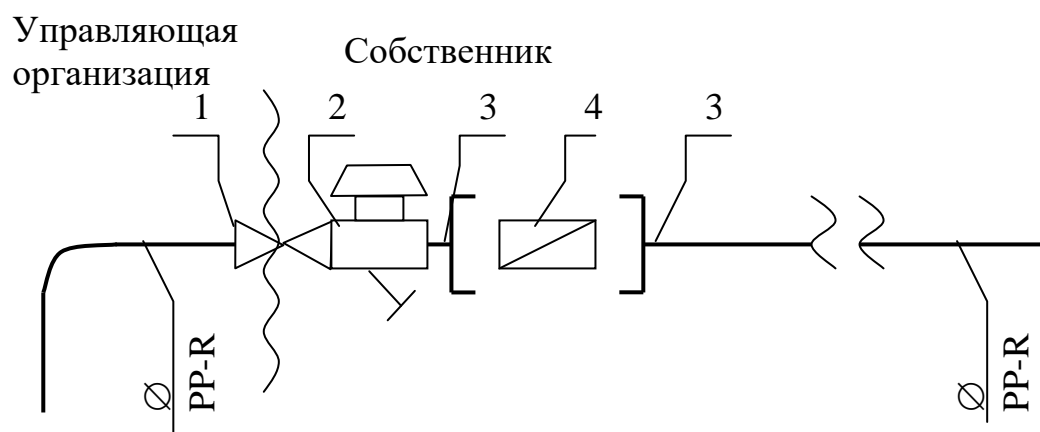 Управляющая
организация
Собственник
1
2
3
4
3
⌀ PP-R
⌀ PP-R